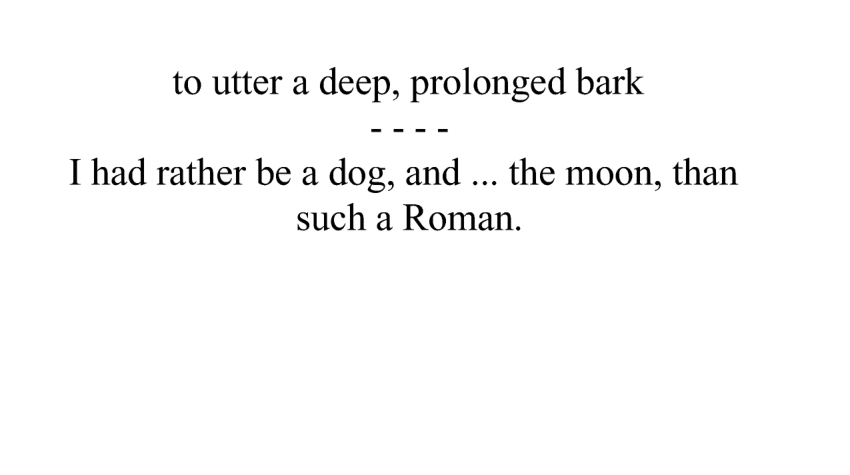 to utter a deep, prolonged bark
- - - -
I had rather be a dog, and ... the moon, than
such a Roman.